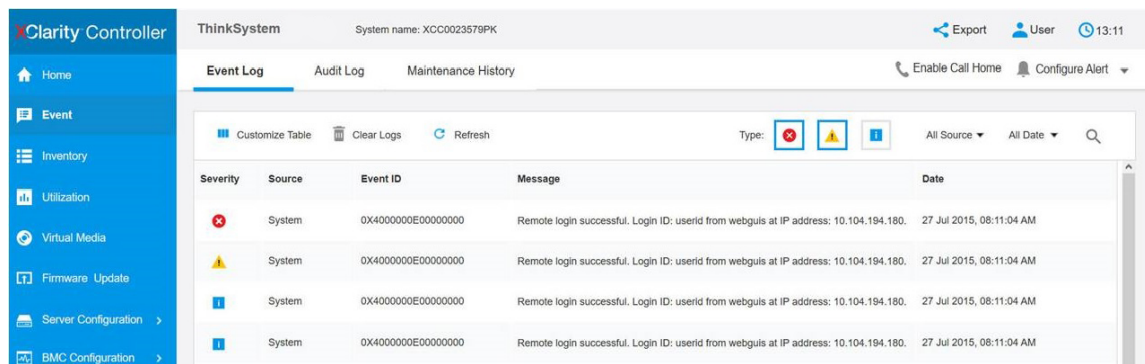 XClarity Controller
ThinkSystem System name: XCC0023579PK Export User 13:11
Home
Event Log Audit Log Maintenance History Enable Call Home Configure Alert
Event
Customize Table Clear Logs Refresh Type: All Source All Date
Inventory
Severity Source Event ID Message Date
Utilization
System 0X4000000E00000000 Remote login successful. Login ID: userid from webguis at IP address: 10.104.194.180. 27 Jul 2015, 08:11:04 AM
Virtual Media
System 0X4000000E00000000 Remote login successful. Login ID: userid from webguis at IP address: 10.104.194.180. 27 Jul 2015, 08:11:04 AM
Firmware Update
System 0X4000000E00000000 Remote login successful. Login ID: userid from webguis at IP address: 10.104.194.180. 27 Jul 2015, 08:11:04 AM
Server Configuration
System 0X4000000E00000000 Remote login successful. Login ID: userid from webguis at IP address: 10.104.194.180. 27 Jul 2015, 08:11:04 AM
BMC Configuration